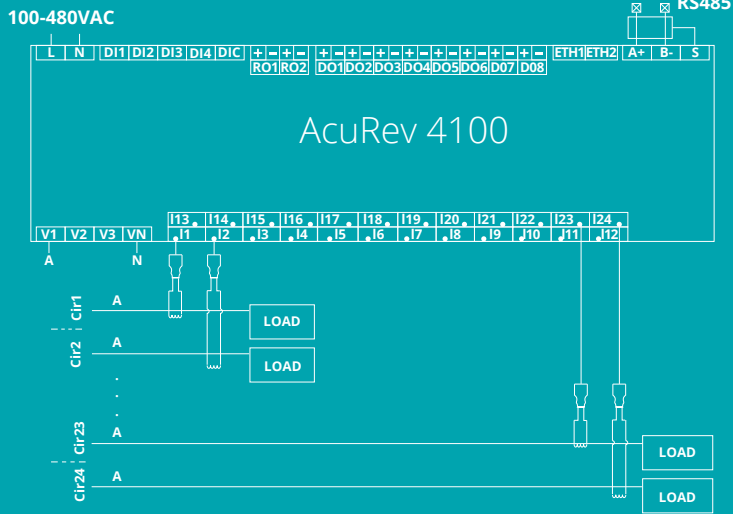 100-480VAC RS485
L N DI1 DI2 DI3 DI4 DIC + - + - + - + - + - + - + - + - + - + - ETH1 ETH2 A+ B- S
RO1 RO2 DO1 DO2 DO3 DO4 DO5 DO6 D07 D08
AcuRev 4100
I13 I14 I15 I16 I17 I18 I19 I20 I21 I22 I23 I24
V1 V2 V3 VN I1 I2 I3 I4 I5 I6 I7 I8 I9 I10 I11 I12
A N
Cir1 A LOAD
Cir2 A LOAD
.
.
.
Cir23 A LOAD
Cir24 A LOAD